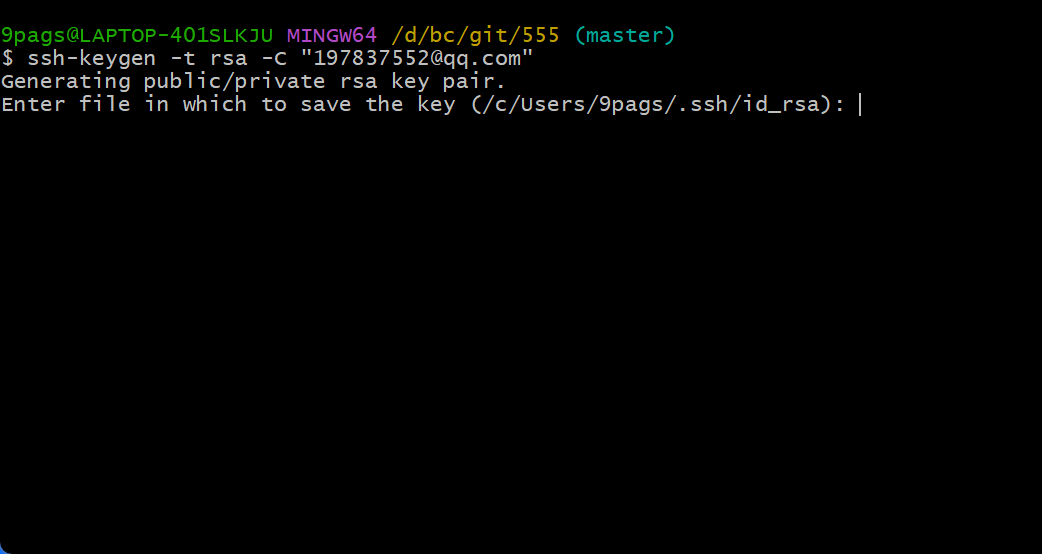 9pags@LAPTOP-401SLKJU MINGW64 /d/bc/git/555 (master)
$ ssh-keygen -t rsa -C "197837552@qq.com"
Generating public/private rsa key pair.
Enter file in which to save the key (/c/Users/9pags/.ssh/id_rsa):